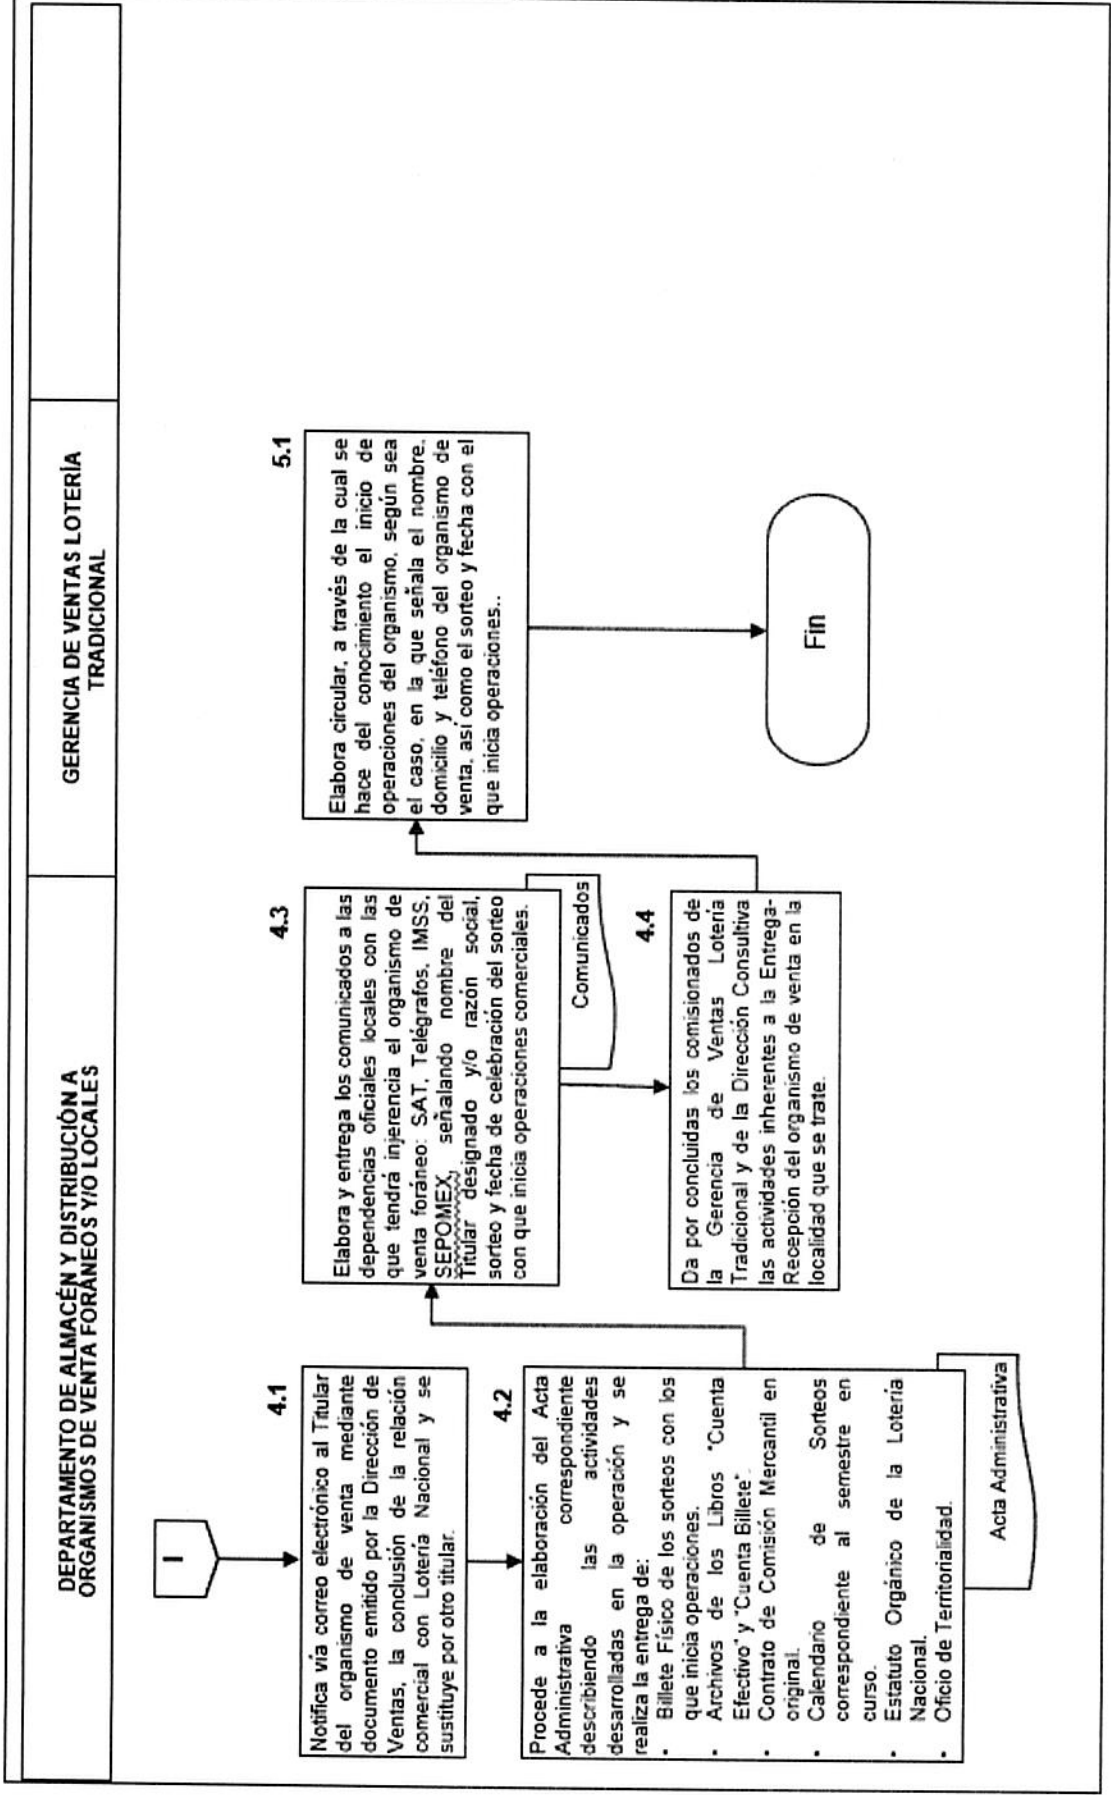 DEPARTAMENTO DE ALMACÉN Y DISTRIBUCIÓN A
ORGANISMOS DE VENTA FORÁNEOS Y/O LOCALES
GERENCIA DE VENTAS LOTERÍA
TRADICIONAL
I
4.1
Notifica vía correo electrónico al Titular
del organismo de venta mediante
documento emitido por la Dirección de
Ventas, la conclusión de la relación
comercial con Lotería Nacional y se
sustituye por otro titular.
4.2
Procede a la elaboración del Acta
Administrativa correspondiente
describiendo las actividades
desarrolladas en la operación y se
realiza la entrega de:
• Billete Físico de los sorteos con los
que inicia operaciones.
• Archivos de los Libros "Cuenta
Efectivo" y "Cuenta Billete".
• Contrato de Comisión Mercantil en
original.
• Calendario de Sorteos
correspondiente al semestre en
curso.
• Estatuto Orgánico de la Lotería
Nacional.
• Oficio de Territorialidad.
Acta Administrativa
4.3
Elabora y entrega los comunicados a las
dependencias oficiales locales con las
que tendrá injerencia el organismo de
venta foráneo: SAT, Telégrafos, IMSS,
SEPOMEX, señalando nombre del
Titular designado y/o razón social,
sorteo y fecha de celebración del sorteo
con que inicia operaciones comerciales.
Comunicados
4.4
Da por concluidas los comisionados de
la Gerencia de Ventas Lotería
Tradicional y de la Dirección Consultiva
las actividades inherentes a la Entrega-
Recepción del organismo de venta en la
localidad que se trate.
5.1
Elabora circular, a través de la cual se
hace del conocimiento el inicio de
operaciones del organismo, según sea
el caso, en la que señala el nombre,
domicilio y teléfono del organismo de
venta, así como el sorteo y fecha con el
que inicia operaciones..
Fin